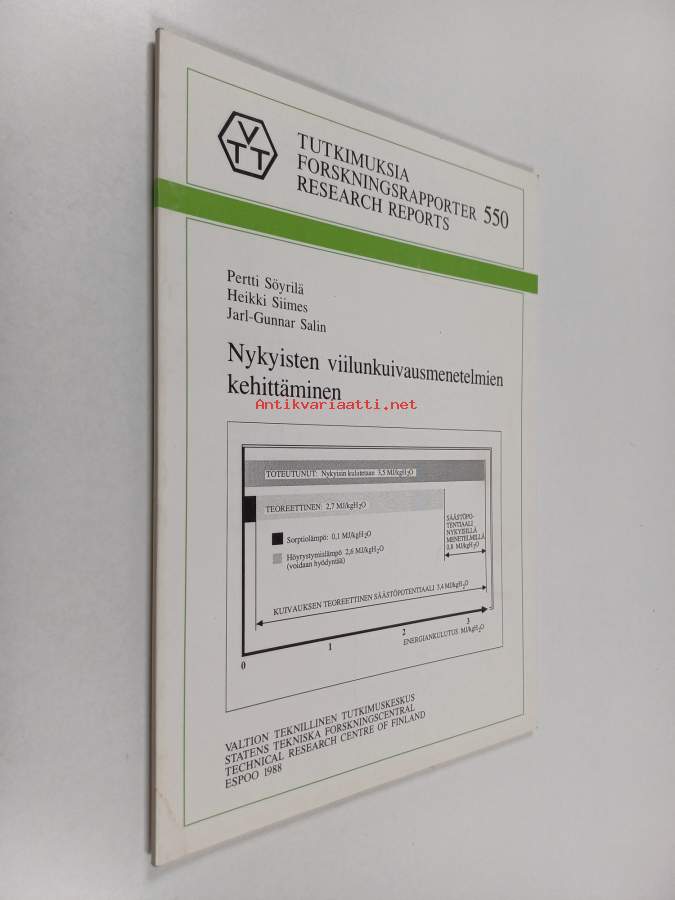 VTT
TUTKIMUKSIA
FORSKNINGSRAPPORTER 550
RESEARCH REPORTS
Pertti Söyrilä
Heikki Siimes
Jarl-Gunnar Salin
Nykyisten viilunkuivausmenetelmien
kehittäminen
Antikvariaatti.net
TOTEUTUNUT: Nykyisin kulutetaan 3,5 MJ/kgH2O
TEOREETTINEN: 2,7 MJ/kgH2O
SÄÄSTÖPO-
TENTIAALI
NYKYISILLÄ
MENETELMILLÄ
0,8 MJ/kgH2O
Sorptiolämpö: 0,1 MJ/kgH2O
Höyrystymislämpö 2,6 MJ/kgH2O
(voidaan hyödyntää)
KUIVAUKSEN TEOREETTINEN SÄÄSTÖPOTENTIAALI 3,4 MJ/kgH2O
0 1 2 3
ENERGIANKULUTUS MJ/kgH2O
VALTION TEKNILLINEN TUTKIMUSKESKUS
STATENS TEKNISKA FORSKNINGSCENTRAL
TECHNICAL RESEARCH CENTRE OF FINLAND
ESPOO 1988